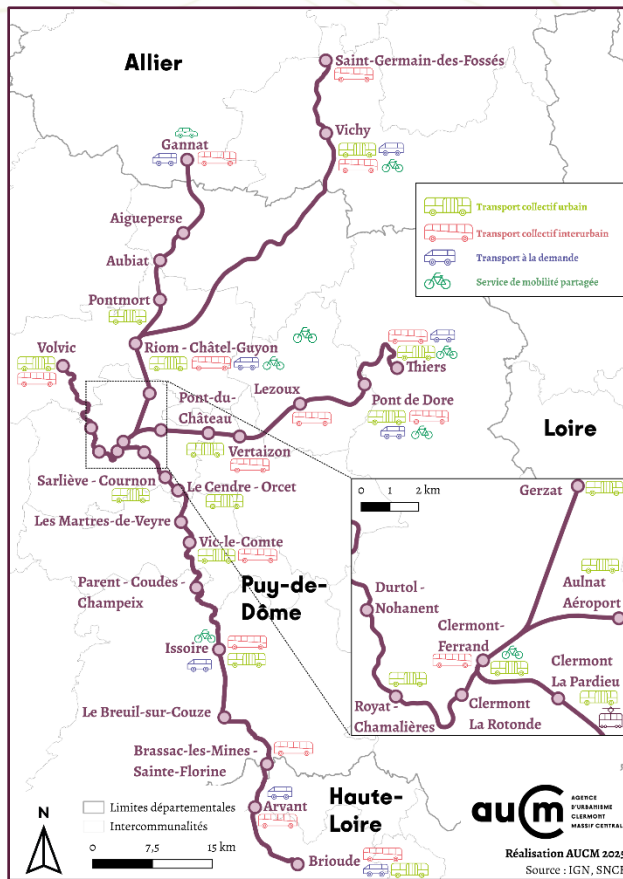 Allier
Saint-Germain-des-Fossés
Vichy
Gannat
Aigueperse
Aubiat
Pontmort
Transport collectif urbain
Transport collectif interurbain
Transport à la demande
Service de mobilité partagée
Volvic
Riom - Châtel-Guyon
Thiers
Lezoux
Pont-du-
Château
Pont de Dore
Loire
Vertaizon
Sarliève - Cournon
Le Cendre - Orcet
Les Martres-de-Veyre
Vic-le-Comte
Parent - Coudes -
Champeix
Puy-de-
Dôme
Issoire
Le Breuil-sur-Couze
Brassac-les-Mines -
Sainte-Florine
Arvant
Haute-
Loire
Brioude
0 1 2 km
Gerzat
Aulnat
Aéroport
Durtol -
Nohanent
Clermont-
Ferrand
Clermont
La Pardieu
Royat -
Chamalières
Clermont
La Rotonde
Limites départementales
Intercommunalités
N
0 7,5 15 km
aucm
AGENCE
D'URBANISME
CLERMONT
MASSIF CENTRAL
Réalisation AUCM 2025
Source : IGN, SNCF